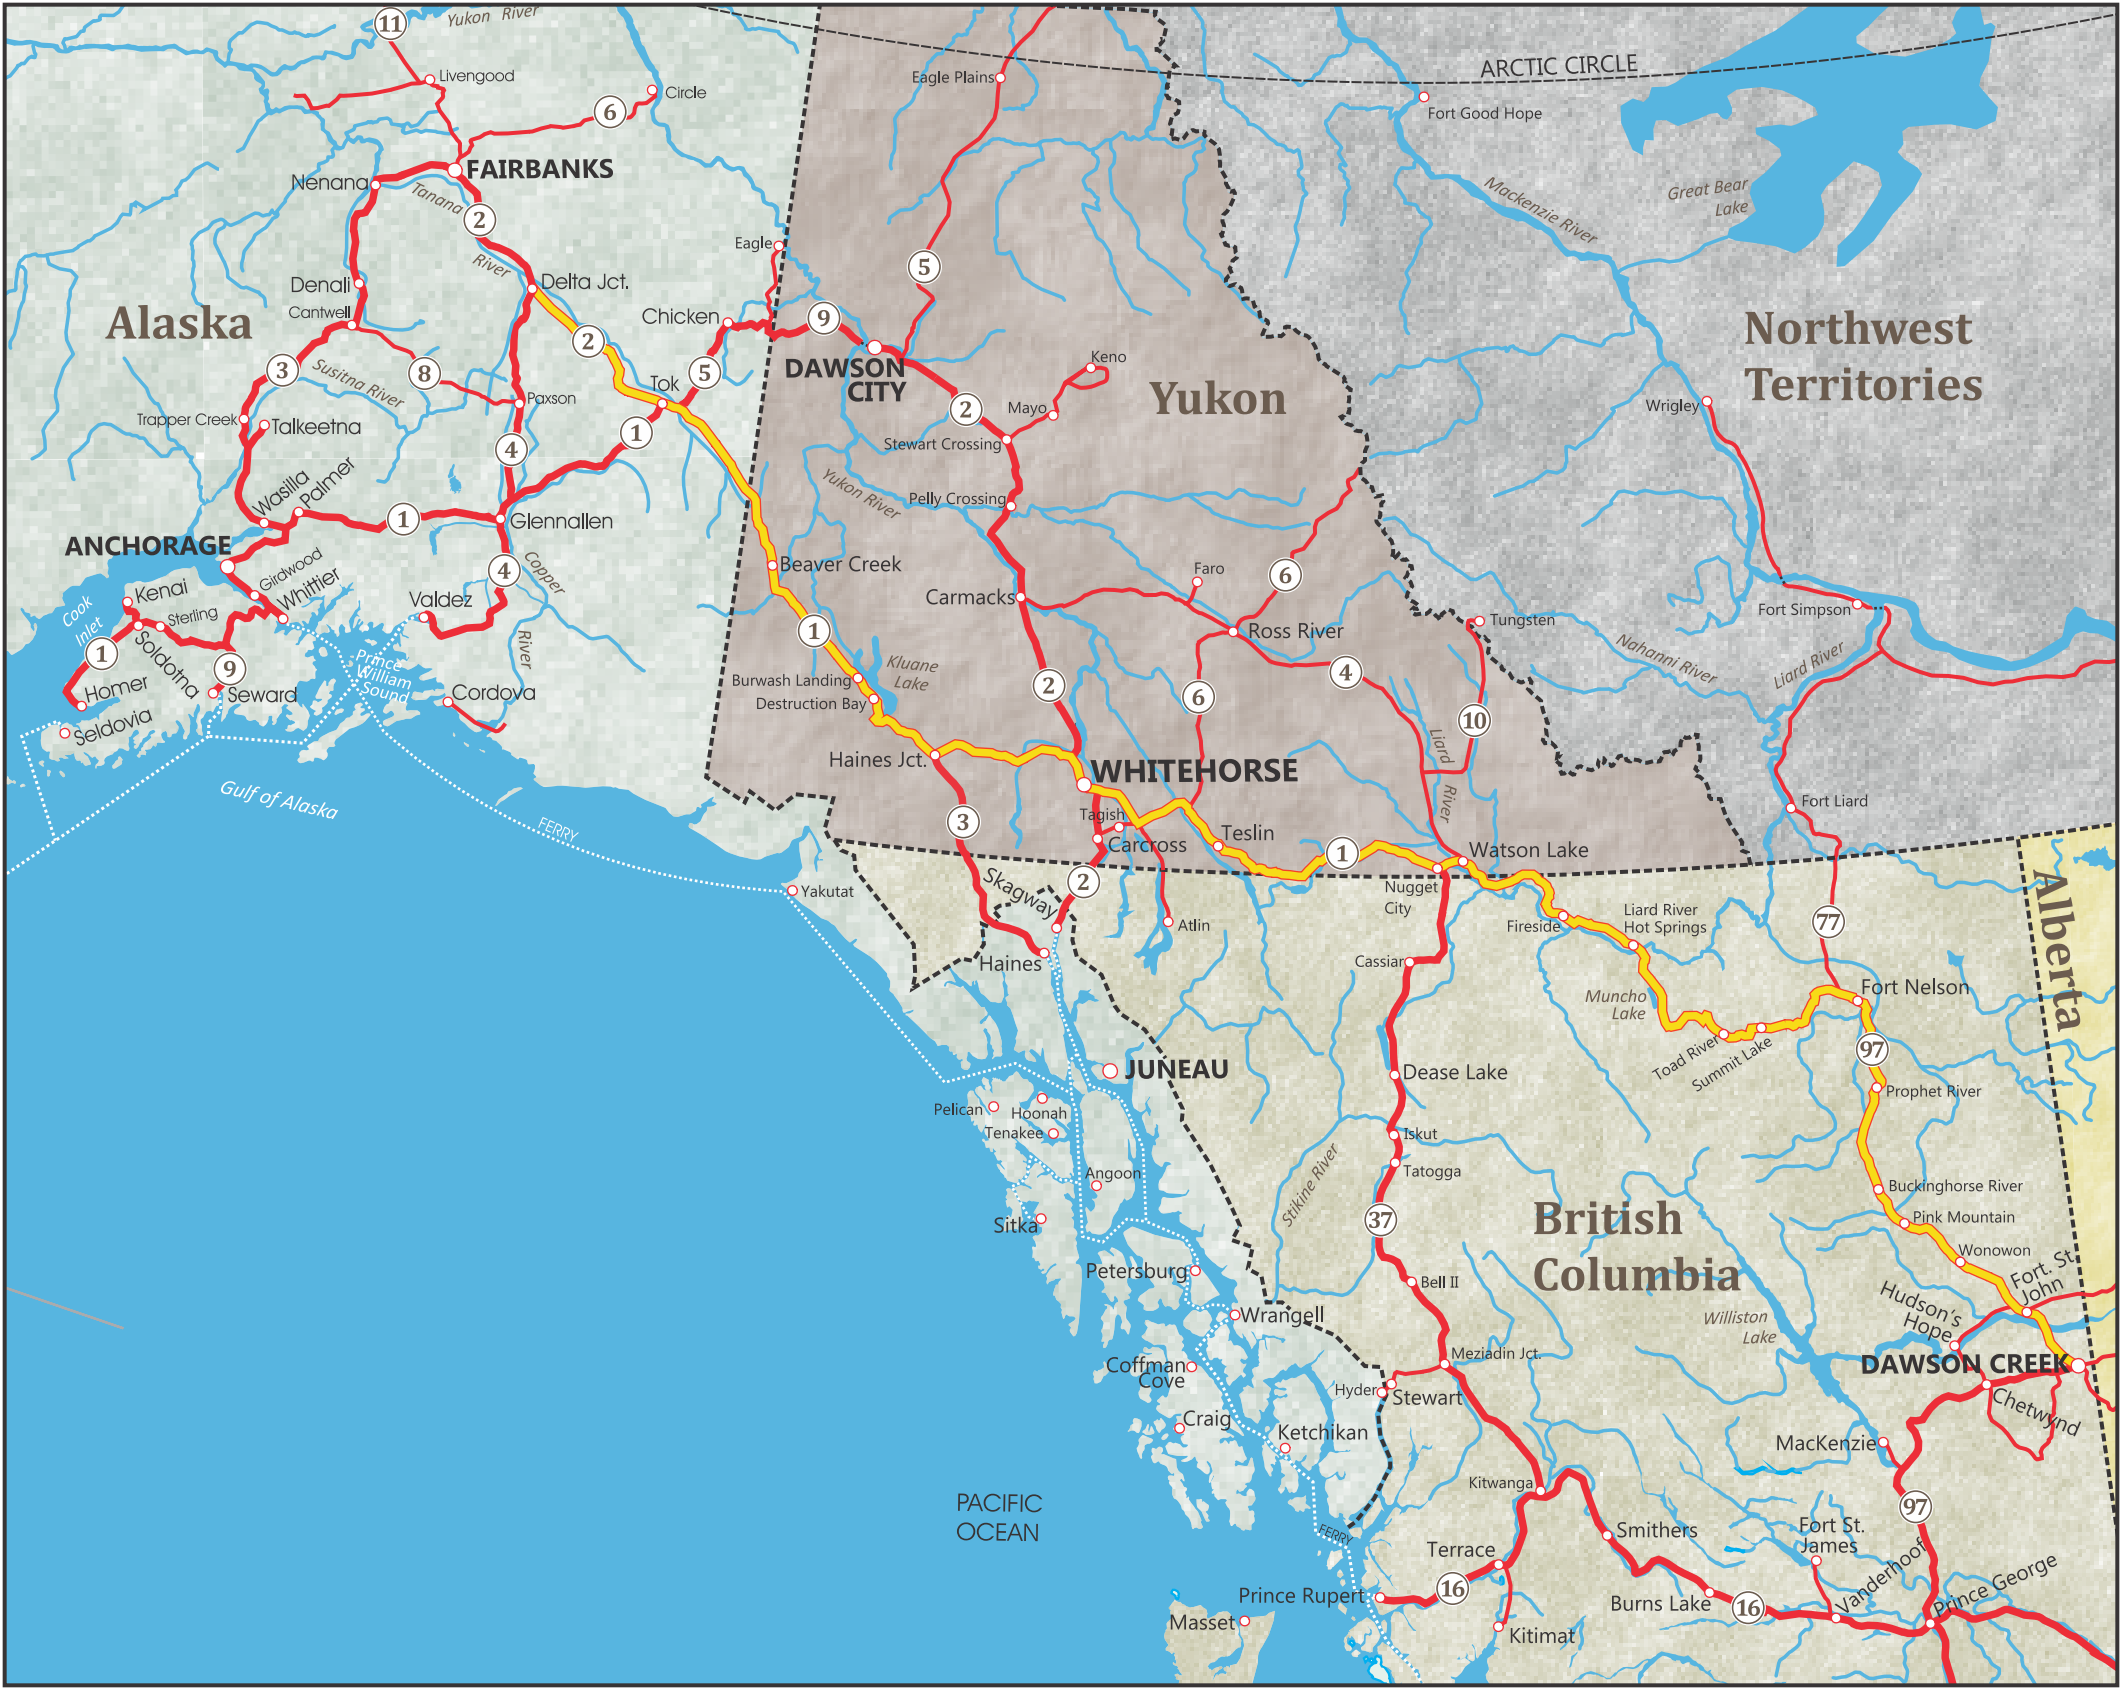 11
Yukon River
Livengood
Circle
6
FAIRBANKS
Nenana
Tanana
River
2
Eagle
Denali
Delta Jct.
Cantwell
Chicken
Alaska
2
3
8
5
Susitna River
Tok
Paxson
Trapper Creek
Talkeetna
1
4
Wasilla
Palmer
1
Glennallen
ANCHORAGE
Girdwood
Whittier
4
Copper
River
Kenai
Sterling
Cook
Inlet
Soldotna
1
9
Valdez
Prince
William
Sound
Homer
Seward
Cordova
Seldovia
Gulf of Alaska
FERRY
Yakutat
Eagle Plains
ARCTIC CIRCLE
Fort Good Hope
Mackenzie River
Great Bear
Lake
5
9
DAWSON
CITY
Keno
2
Mayo
Yukon
Stewart Crossing
Northwest
Territories
Wrigley
Yukon River
Pelly Crossing
Beaver Creek
Faro
6
Carmacks
Ross River
Tungsten
Fort Simpson
1
Nahanni River
Liard River
Kluane
Lake
Burwash Landing
Destruction Bay
2
6
4
10
Liard
River
Haines Jct.
WHITEHORSE
Fort Liard
3
Tagish
Carcross
Teslin
1
Watson Lake
Nugget
City
Skagway
2
Atlin
Haines
Fireside
Liard River
Hot Springs
77
Alberta
Cassiar
Muncho
Lake
Fort Nelson
Toad River
Summit Lake
97
JUNEAU
Dease Lake
Prophet River
Pelican
Hoonah
Tenakee
Iskut
Tatogga
Angoon
Sitka
Stikine River
37
British
Columbia
Buckinghorse River
Pink Mountain
Wonowon
Petersburg
Bell II
Fort. St.
John
Hudson's
Hope
Wrangell
Williston
Lake
Meziadin Jct.
Coffman
Cove
Hyder
Stewart
DAWSON CREEK
Chetwynd
Craig
Ketchikan
MacKenzie
Kitwanga
PACIFIC
OCEAN
97
FERRY
Smithers
Fort St.
James
Terrace
Vanderhoof
Prince George
Prince Rupert
16
Burns Lake
16
Masset
Kitimat